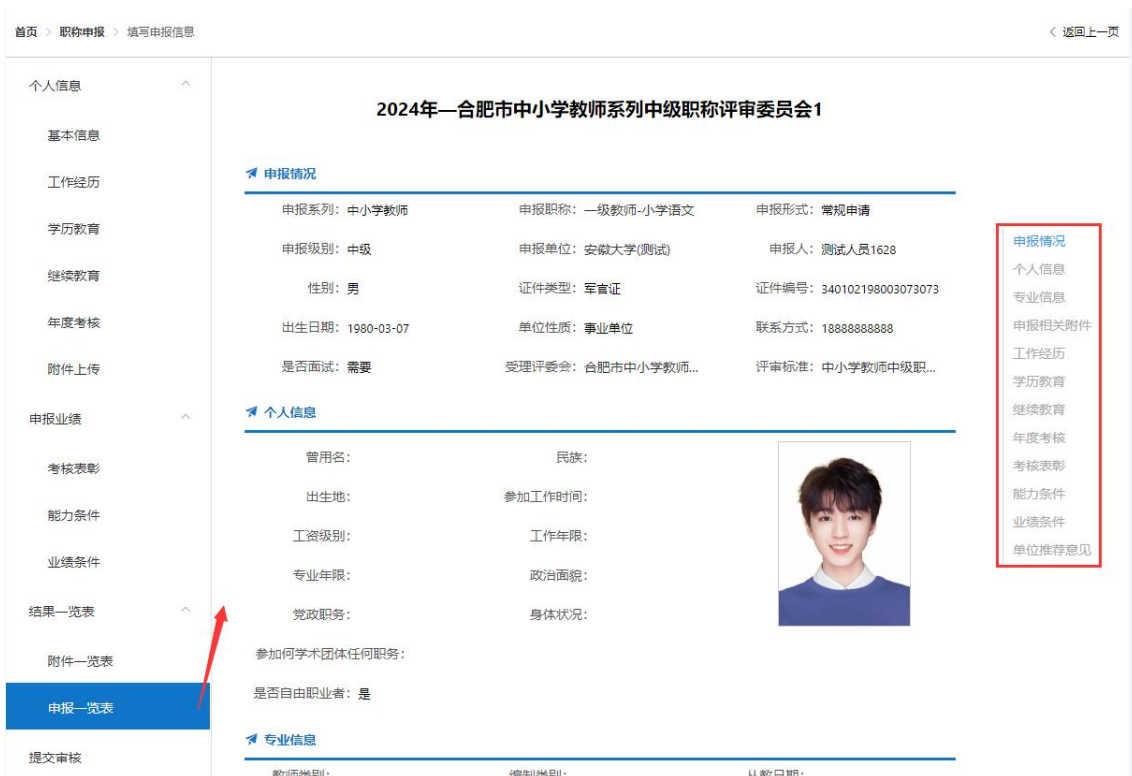 首页 > 职称申报 > 填写申报信息
< 返回上一页
个人信息
基本信息
工作经历
学历教育
继续教育
年度考核
附件上传
申报业绩
考核表彰
能力条件
业绩条件
结果一览表
附件一览表
申报一览表
提交审核
2024年—合肥市中小学教师系列中级职称评审委员会1
申报情况
申报系列：中小学教师 申报职称：一级教师-小学语文 申报形式：常规申请
申报级别：中级 申报单位：安徽大学(测试) 申报人：测试人员1628
性别：男 证件类型：军官证 证件编号：340102198003073073
出生日期：1980-03-07 单位性质：事业单位 联系方式：18888888888
是否面试：需要 受理评委会：合肥市中小学教师... 评审标准：中小学教师中级职...
个人信息
曾用名： 民族：
出生地： 参加工作时间：
工资级别： 工作年限：
专业年限： 政治面貌：
党政职务： 身体状况：
参加何学术团体任何职务：
是否自由职业者：是
专业信息
教师类别： 编制类别： 从教日期：
申报情况
个人信息
专业信息
申报相关附件
工作经历
学历教育
继续教育
年度考核
考核表彰
能力条件
业绩条件
单位推荐意见